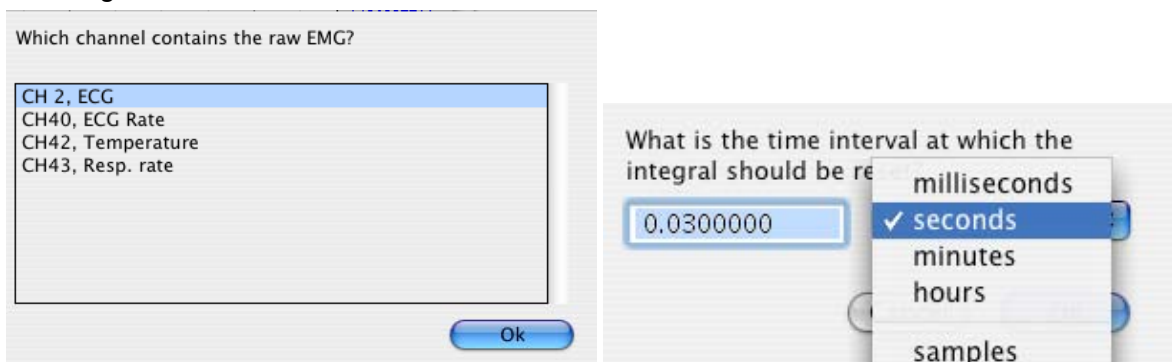 Which channel contains the raw EMG?
CH 2, ECG
CH40, ECG Rate
CH42, Temperature
CH43, Resp. rate
Ok
What is the time interval at which the
integral should be
0.0300000
milliseconds
✓ seconds
minutes
hours
samples